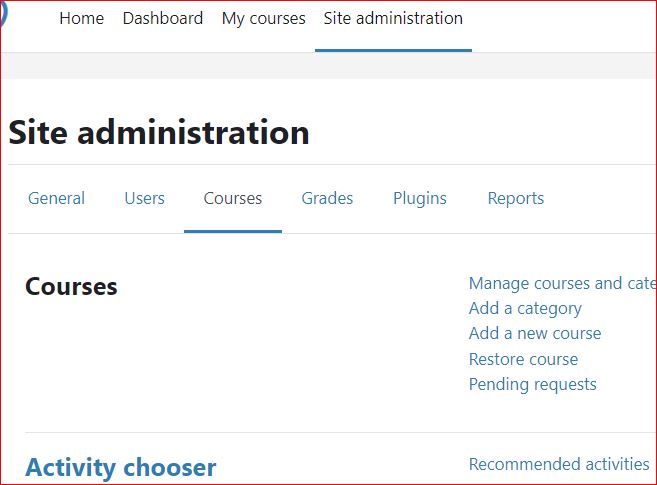 Home Dashboard My courses Site administration
Site administration
General Users Courses Grades Plugins Reports
Courses
Manage courses and cate
Add a category
Add a new course
Restore course
Pending requests
Activity chooser
Recommended activities